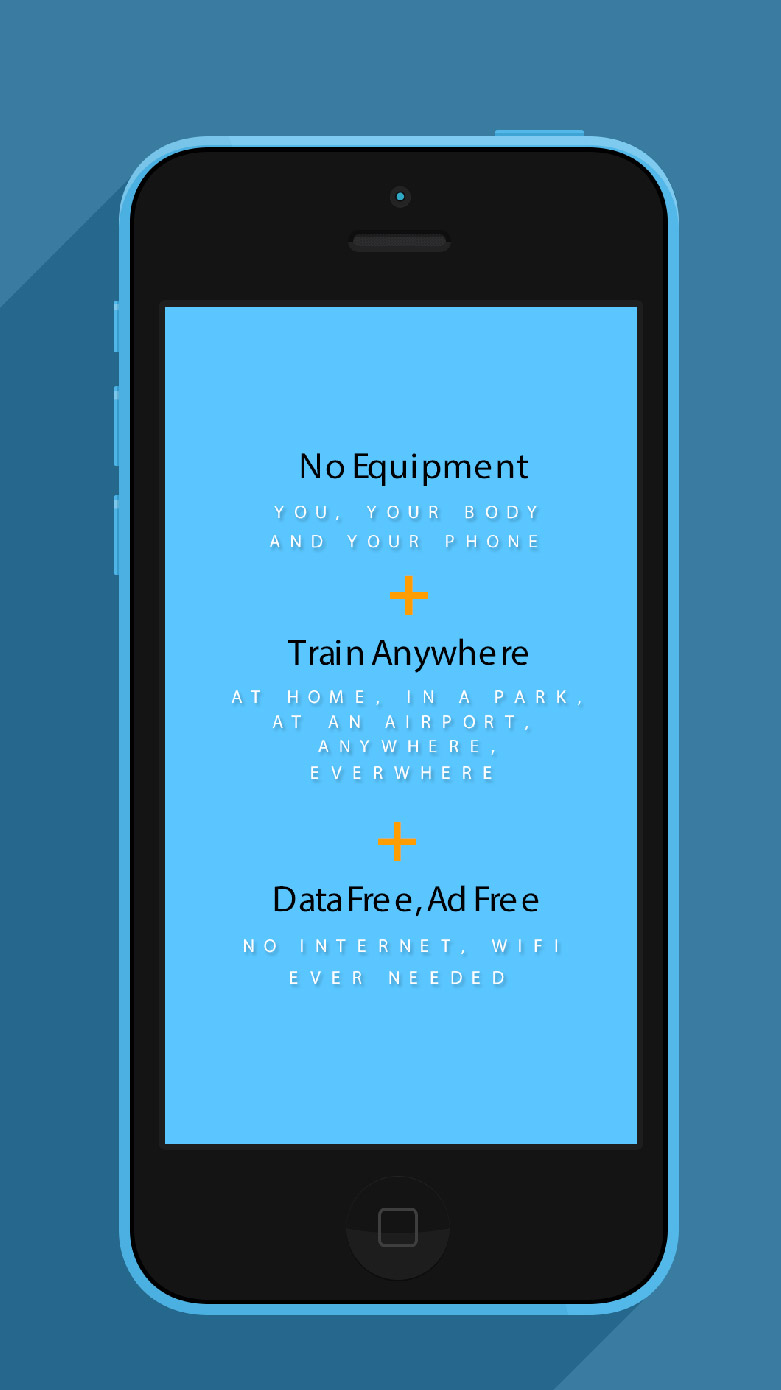 No Equipment
YOU, YOUR BODY
AND YOUR PHONE
+
Train Anywhere
AT HOME, IN A PARK,
AT AN AIRPORT,
ANYWHERE,
EVERWHERE
+
Data Free, Ad Free
NO INTERNET, WIFI
EVER NEEDED